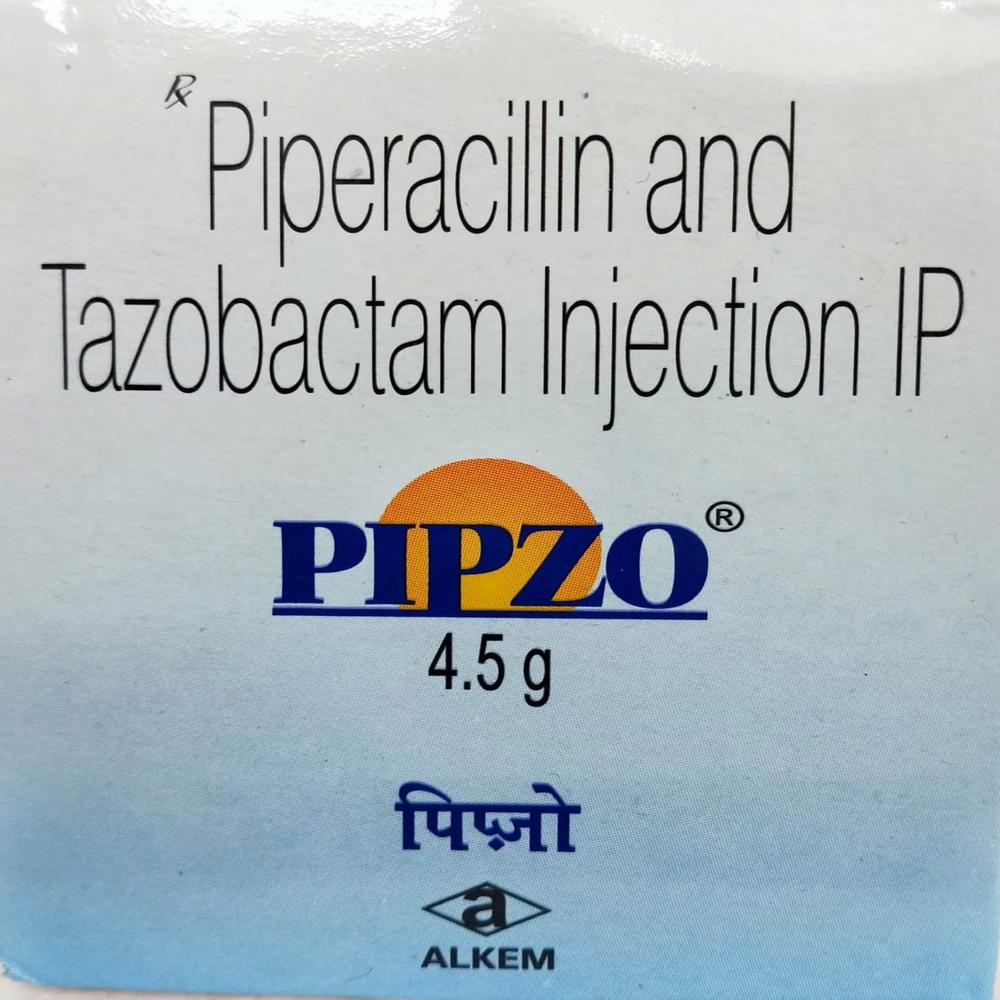 ℞ Piperacillin and
Tazobactam Injection IP
PIPZO®
4.5 g
पिप्ज़ो
a
ALKEM